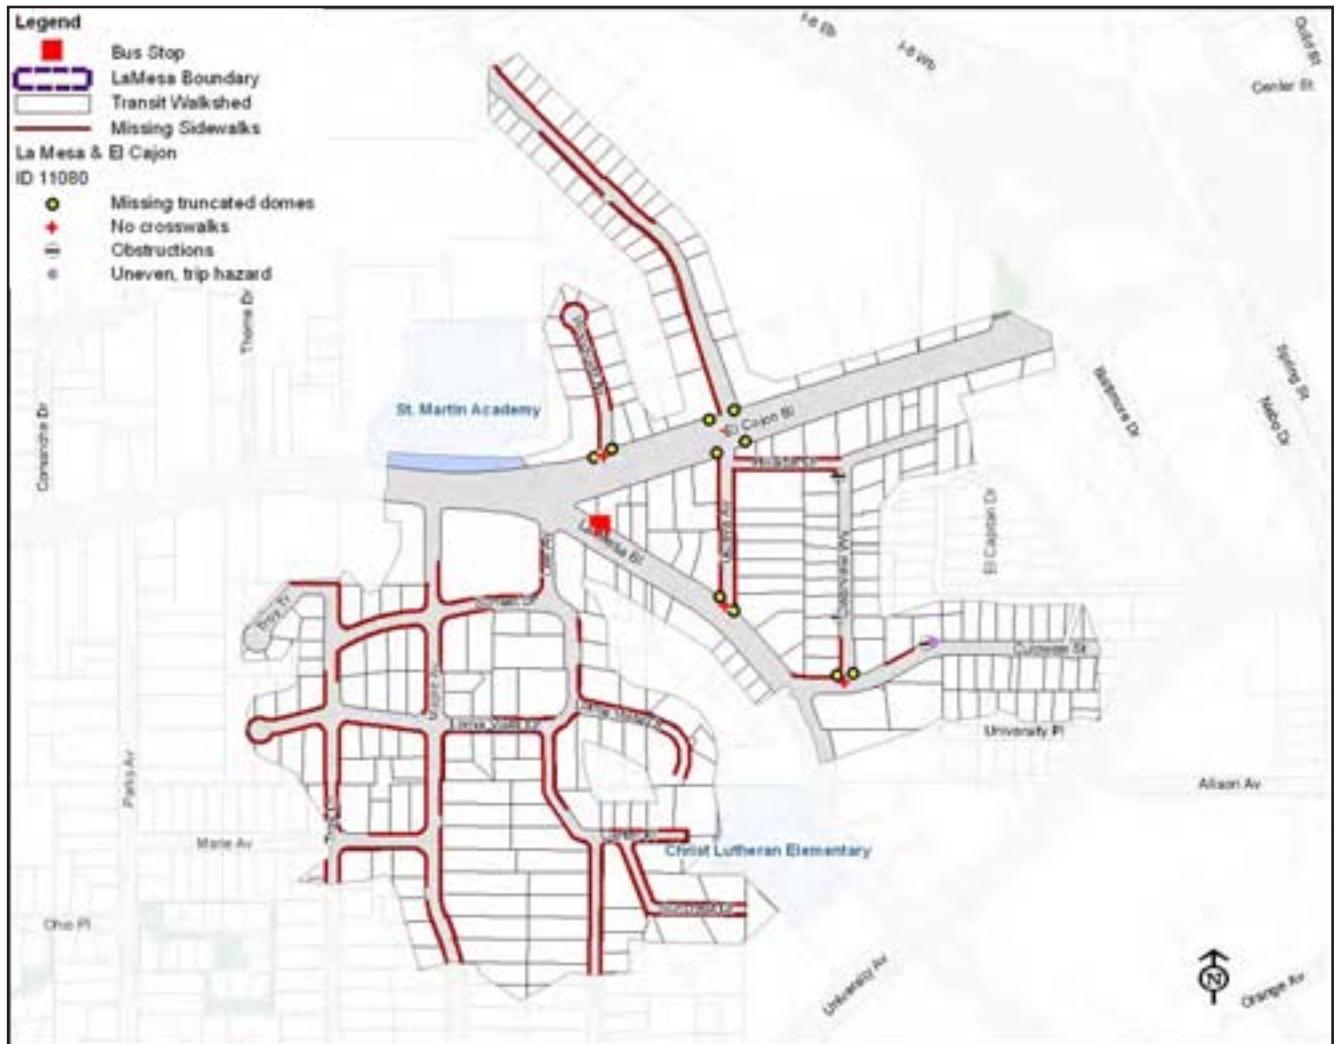 Legend
Bus Stop
LaMesa Boundary
Transit Walkshed
Missing Sidewalks
La Mesa & El Cajon
ID 11080
Missing truncated domes
No crosswalks
Obstructions
Uneven, trip hazard
I-8 Eb
I-8 Wb
Guild St
Center St
Thorne Dr
Comanche Dr
St. Martin Academy
El Cajon Bl
Baltimore Dr
Spring St
Nebo Dr
El Capitan Dr
La Mesa Bl
University Pl
Allison Av
Parks Av
Marie Av
Christ Lutheran Elementary
Ohio Pl
University Av
N
Orange Av